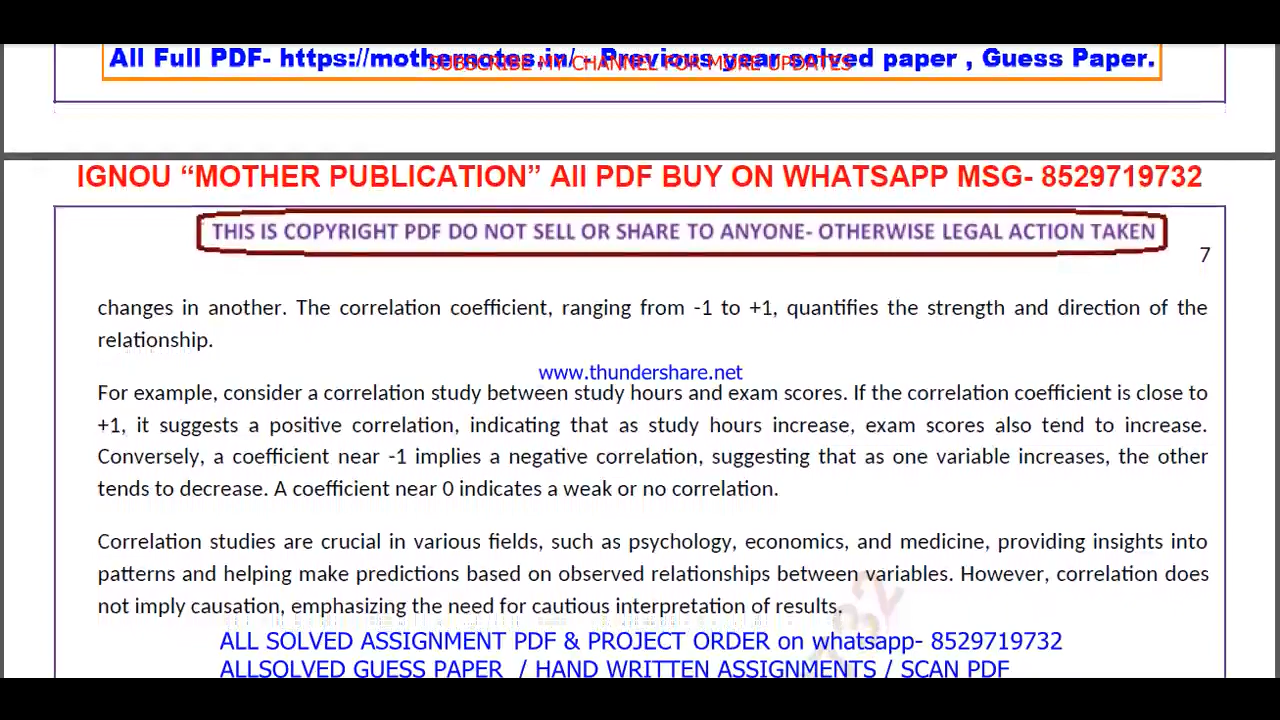 All Full PDF- https://mothernotes.in/ - Previous year solved paper , Guess Paper.
SUBSCRIBE MY CHANNEL FOR MORE UPDATES
IGNOU “MOTHER PUBLICATION” All PDF BUY ON WHATSAPP MSG- 8529719732
THIS IS COPYRIGHT PDF DO NOT SELL OR SHARE TO ANYONE- OTHERWISE LEGAL ACTION TAKEN
7
changes in another. The correlation coefficient, ranging from -1 to +1, quantifies the strength and direction of the
relationship.
www.thundershare.net
For example, consider a correlation study between study hours and exam scores. If the correlation coefficient is close to
+1, it suggests a positive correlation, indicating that as study hours increase, exam scores also tend to increase.
Conversely, a coefficient near -1 implies a negative correlation, suggesting that as one variable increases, the other
tends to decrease. A coefficient near 0 indicates a weak or no correlation.
Correlation studies are crucial in various fields, such as psychology, economics, and medicine, providing insights into
patterns and helping make predictions based on observed relationships between variables. However, correlation does
not imply causation, emphasizing the need for cautious interpretation of results.
ALL SOLVED ASSIGNMENT PDF & PROJECT ORDER on whatsapp- 8529719732
ALLSOLVED GUESS PAPER / HAND WRITTEN ASSIGNMENTS / SCAN PDF